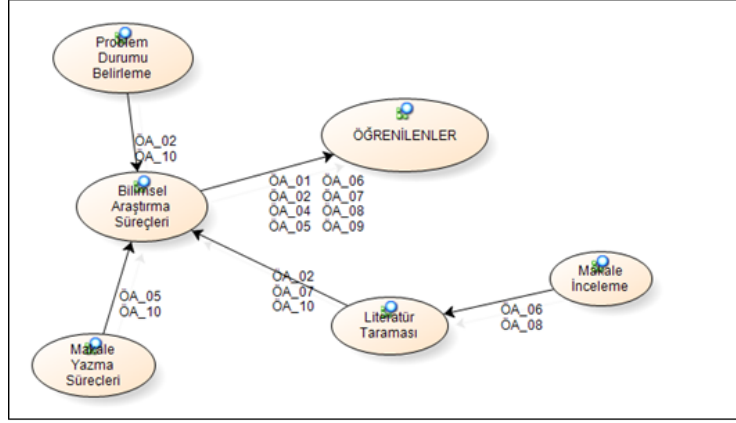 Problem
Durumu
Belirleme
ÖA_02
ÖA_10
ÖĞRENİLENLER
Bilimsel
Araştırma
Süreçleri
ÖA_01 ÖA_06
ÖA_02 ÖA_07
ÖA_04 ÖA_08
ÖA_05 ÖA_09
ÖA_02
ÖA_07
ÖA_10
Makale
İnceleme
ÖA_06
ÖA_08
Literatür
Taraması
ÖA_05
ÖA_10
Makale
Yazma
Süreçleri